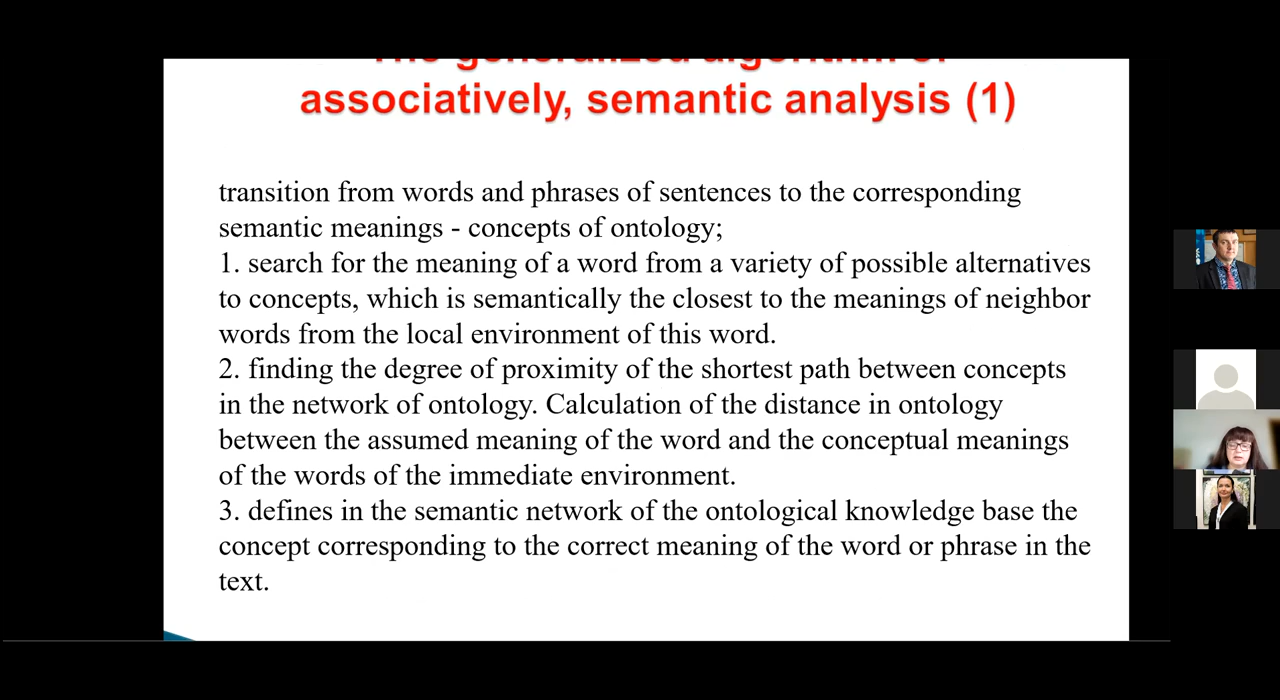 The generalized algorithm of
associatively, semantic analysis (1)
transition from words and phrases of sentences to the corresponding
semantic meanings - concepts of ontology;
1. search for the meaning of a word from a variety of possible alternatives
to concepts, which is semantically the closest to the meanings of neighbor
words from the local environment of this word.
2. finding the degree of proximity of the shortest path between concepts
in the network of ontology. Calculation of the distance in ontology
between the assumed meaning of the word and the conceptual meanings
of the words of the immediate environment.
3. defines in the semantic network of the ontological knowledge base the
concept corresponding to the correct meaning of the word or phrase in the
text.